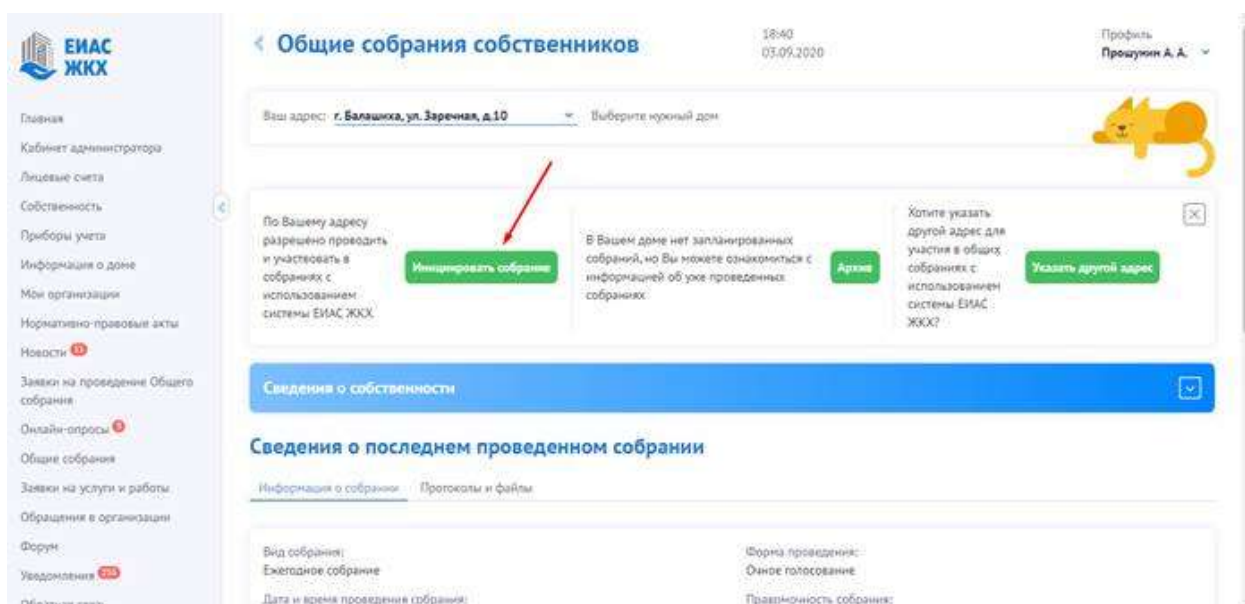 ЕИАС
ЖКХ
Общие собрания собственников
18:40
03.09.2020
Профиль
Прошунин А. А.
Главная
Кабинет администратора
Лицевые счета
Собственность
Приборы учета
Информация о доме
Мои организации
Нормативно-правовые акты
Новости
Заявки на проведение Общего
собрания
Онлайн-опросы
Общие собрания
Заявки на услуги и работы
Обращения в организации
Форум
Уведомления
Ваш адрес: г. Балашиха, ул. Заречная, д.10 Выберите нужный дом
По Вашему адресу
разрешено проводить
и участвовать в
собраниях с
использованием
системы ЕИАС ЖКХ
Инициировать собрание
В Вашем доме нет запланированных
собраний, но Вы можете ознакомиться с
информацией об уже проведенных
собраниях
Архив
Хотите указать
другой адрес для
участия в общих
собраниях с
использованием
системы ЕИАС
ЖКХ?
Указать другой адрес
Сведения о собственности
Сведения о последнем проведенном собрании
Информация о собрании Протоколы и файлы
Вид собрания:
Ежегодное собрание
Форма проведения:
Очное голосование
Дата и время проведения собрания:
Правомочность собрания: